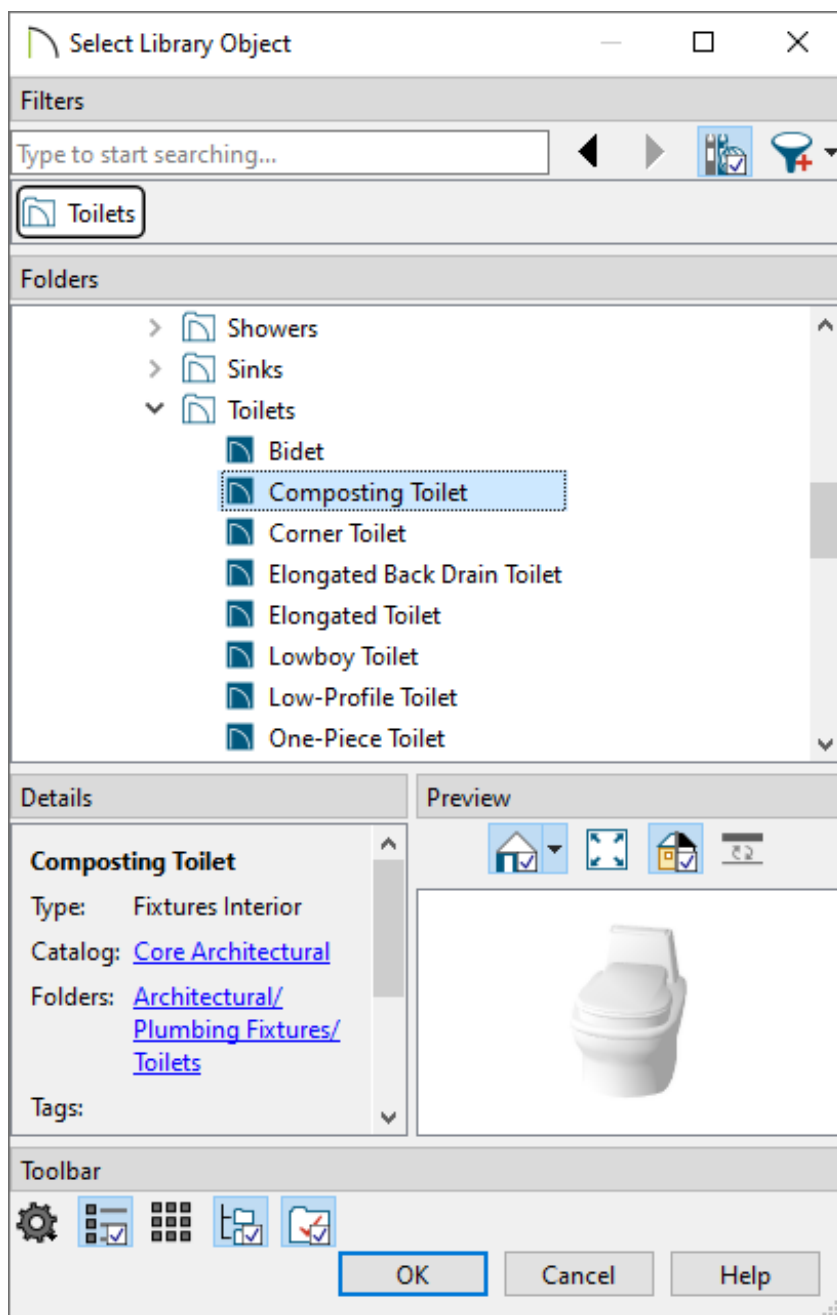 Select Library Object
Filters
Type to start searching...
Toilets
Folders
Showers
Sinks
Toilets
Bidet
Composting Toilet
Corner Toilet
Elongated Back Drain Toilet
Elongated Toilet
Lowboy Toilet
Low-Profile Toilet
One-Piece Toilet
Details
Composting Toilet
Type: Fixtures Interior
Catalog: Core Architectural
Folders: Architectural/
Plumbing Fixtures/
Toilets
Tags:
Preview
Toolbar
OK Cancel Help